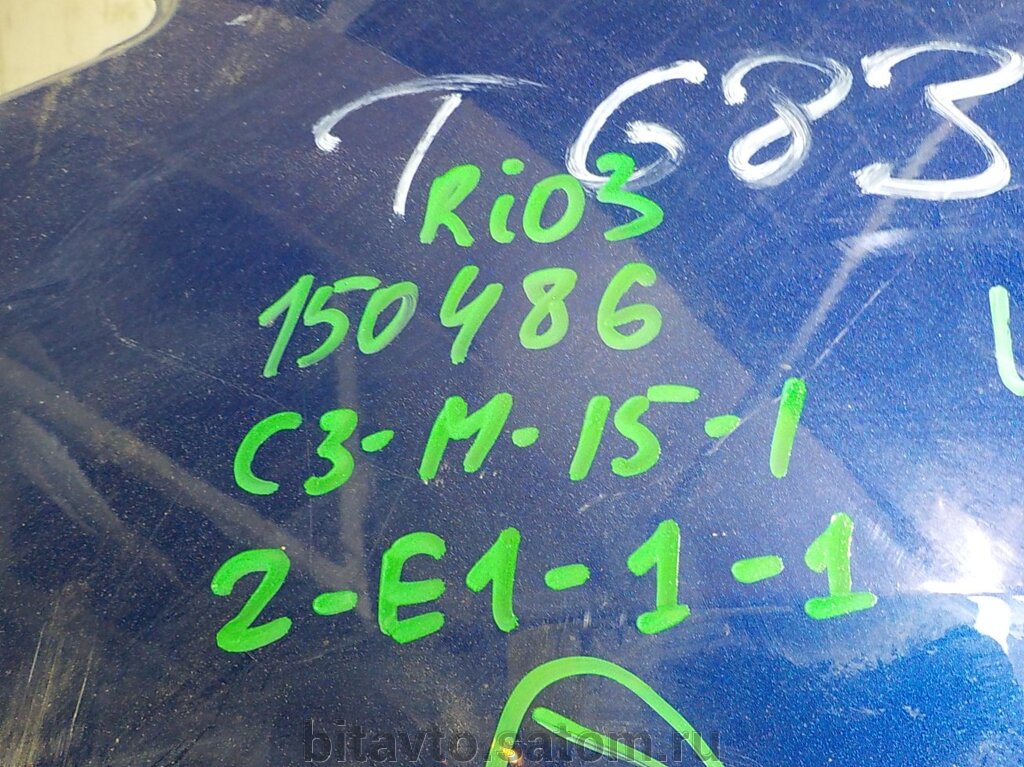 T 683
Rio3
150486
C3-M-15-1
2-E1-1-1
bitavto.satom.ru